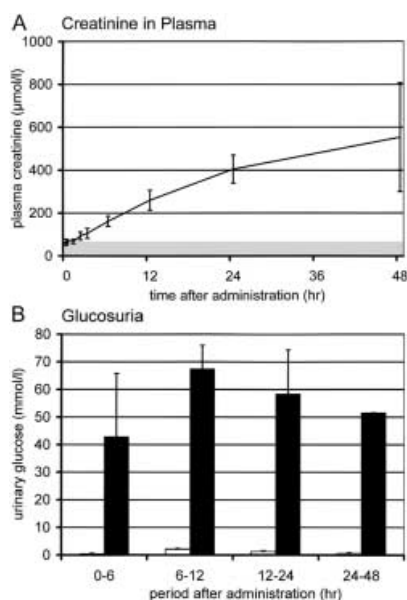 A Creatinine in Plasma
plasma creatinine (µmol/l)
1000
800
600
400
200
0
0 12 24 36 48
time after administration (hr)
B Glucosuria
urinary glucose (mmol/l)
80
70
60
50
40
30
20
10
0
0-6 6-12 12-24 24-48
period after administration (hr)